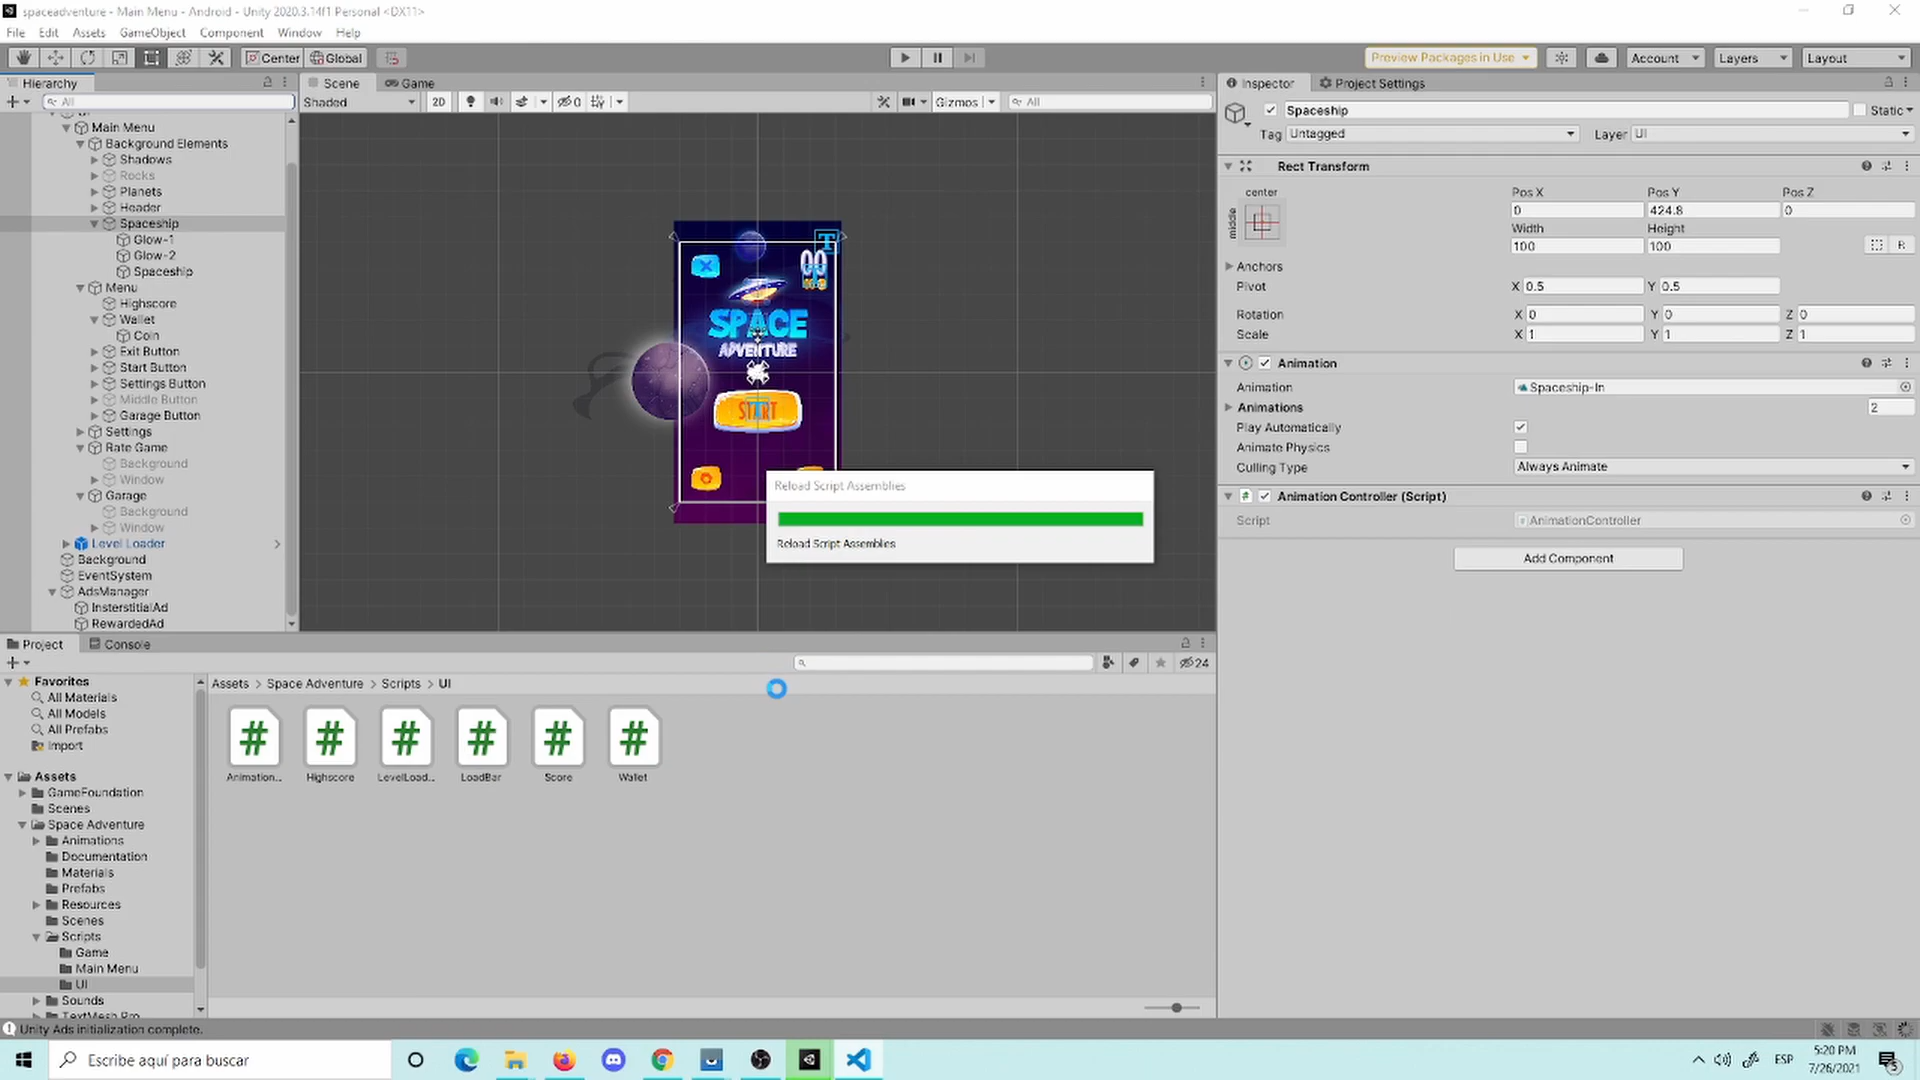 spaceadventure - Main Menu - Android - Unity 2020.3.14f1 Personal <DX11>
File Edit Assets GameObject Component Window Help
Center Global
Preview Packages in Use Account Layers Layout
Hierarchy
Scene Game
Inspector Project Settings
All
Shaded 2D 0 Gizmos All
Spaceship Static
Tag Untagged Layer UI
Main Menu
Background Elements
Shadows
Rocks
Planets
Header
Spaceship
Glow-1
Glow-2
Spaceship
Menu
Highscore
Wallet
Coin
Exit Button
Start Button
Settings Button
Middle Button
Garage Button
Settings
Rate Game
Background
Window
Garage
Background
Window
Level Loader
Background
EventSystem
AdsManager
InsterstitialAd
RewardedAd
T
00
SPACE
ADVENTURE
START
Reload Script Assemblies
Reload Script Assemblies
Rect Transform
center
middle
Pos X Pos Y Pos Z
0 424.8 0
Width Height
100 100 R
Anchors
Pivot X 0.5 Y 0.5
Rotation X 0 Y 0 Z 0
Scale X 1 Y 1 Z 1
Animation
Animation Spaceship-In
Animations 2
Play Automatically
Animate Physics
Culling Type Always Animate
Animation Controller (Script)
Script AnimationController
Add Component
Project Console
24
Favorites
All Materials
All Models
All Prefabs
Import
Assets
GameFoundation
Scenes
Space Adventure
Animations
Documentation
Materials
Prefabs
Resources
Scenes
Scripts
Game
Main Menu
UI
Sounds
TextMesh Pro
Assets > Space Adventure > Scripts > UI
# # # # # #
Animation... Highscore LevelLoad... LoadBar Score Wallet
Unity Ads initialization complete.
Escribe aquí para buscar
ESP
5:20 PM
7/26/2021
5